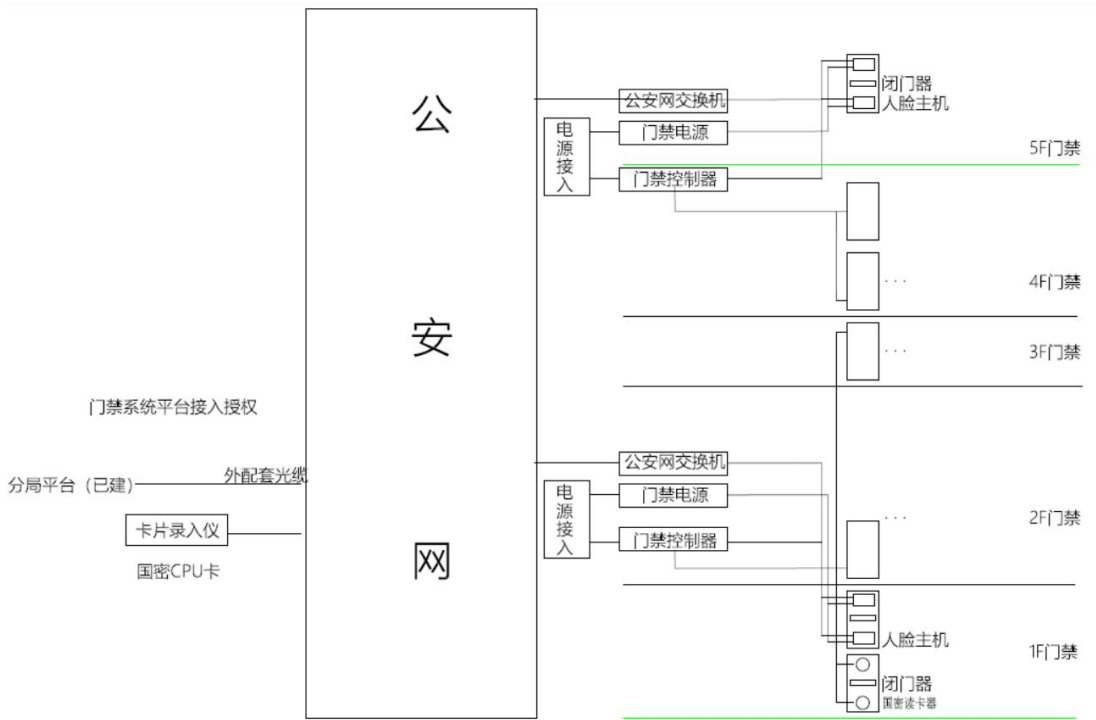 公
安
网
门禁系统平台接入授权
分局平台（已建）
外配套光缆
卡片录入仪
国密CPU卡
公安网交换机
电源接入
门禁电源
门禁控制器
闭门器
人脸主机
5F门禁
···
4F门禁
···
3F门禁
公安网交换机
电源接入
门禁电源
门禁控制器
···
2F门禁
人脸主机
1F门禁
闭门器
国密读卡器